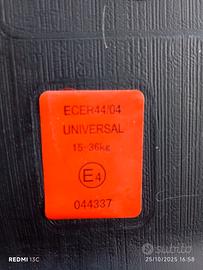 ECER44/04
UNIVERSAL
15-36kg
E4
044337
subito
REDMI 13C
25/10/2025 16:58